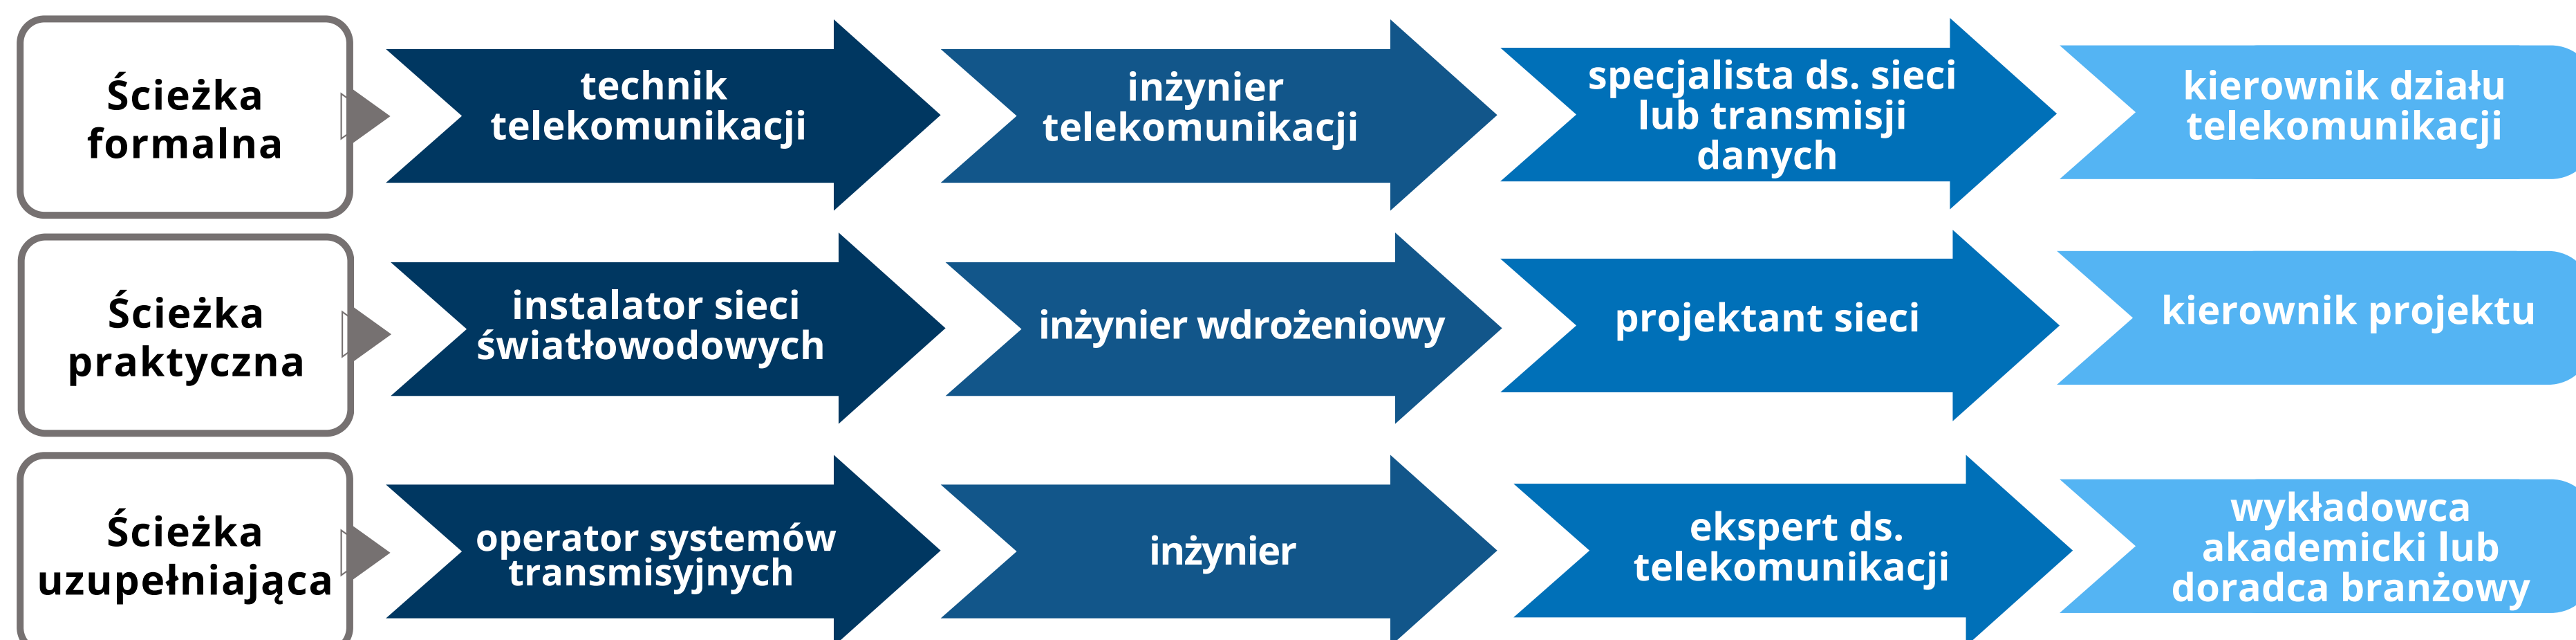 Ścieżka
formalna
technik
telekomunikacji
inżynier
telekomunikacji
specjalista ds. sieci
lub transmisji
danych
kierownik działu
telekomunikacji
Ścieżka
praktyczna
instalator sieci
światłowodowych
inżynier wdrożeniowy
projektant sieci
kierownik projektu
Ścieżka
uzupełniająca
operator systemów
transmisyjnych
inżynier
ekspert ds.
telekomunikacji
wykładowca
akademicki lub
doradca branżowy